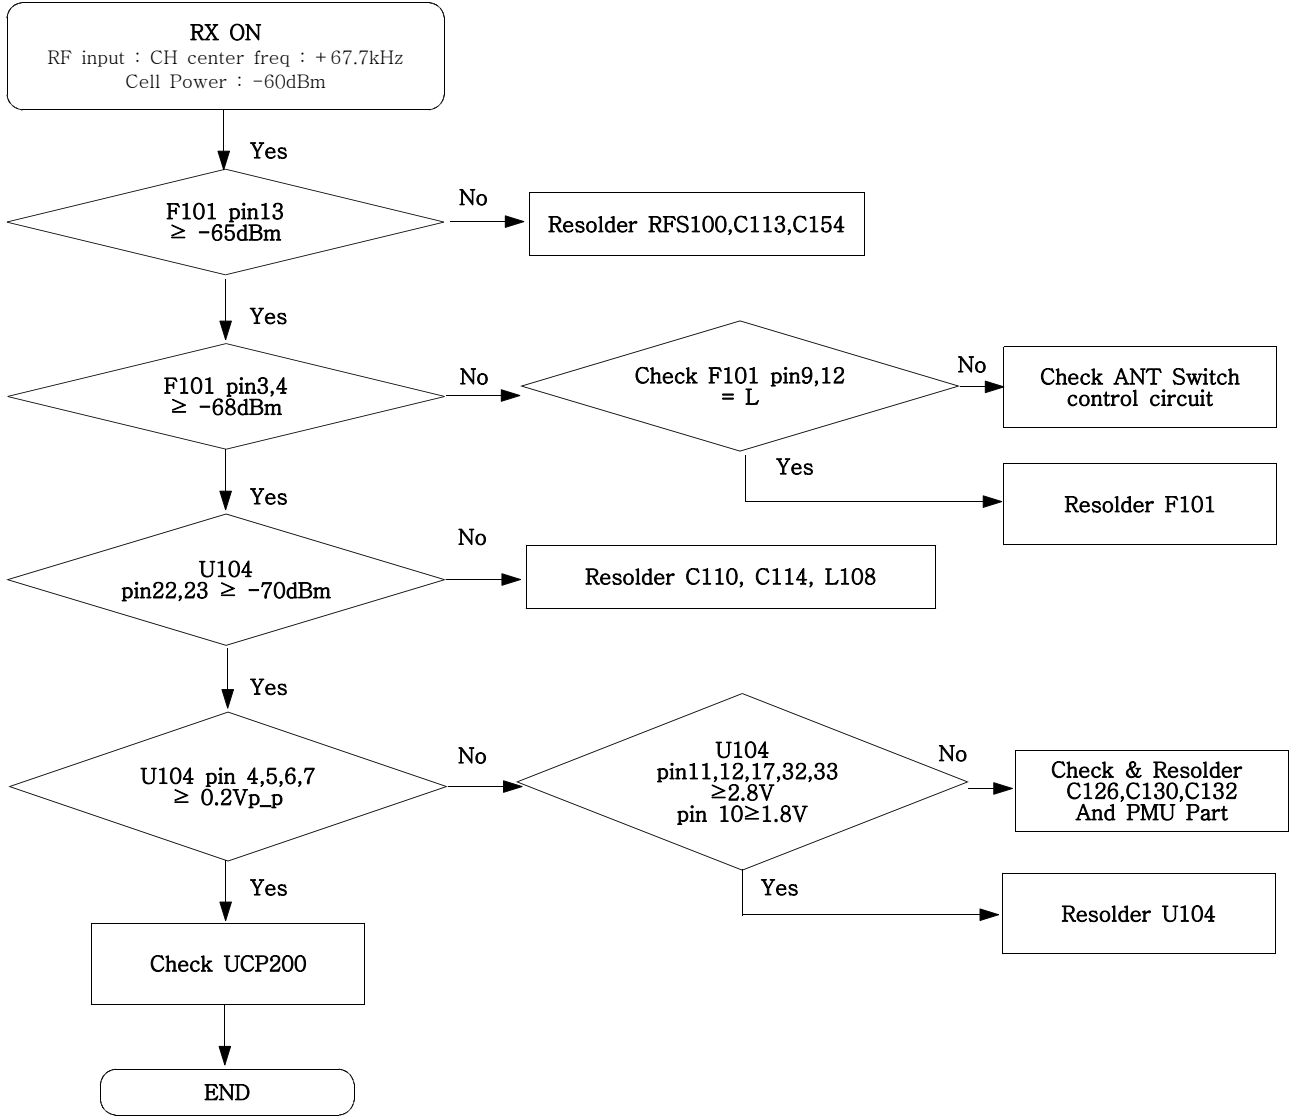 RX ON
RF input : CH center freq : +67.7kHz
Cell Power : -60dBm
Yes
F101 pin13
≥ -65dBm
No
Resolder RFS100,C113,C154
Yes
F101 pin3,4
≥ -68dBm
No
Check F101 pin9,12
= L
No
Check ANT Switch
control circuit
Yes
Resolder F101
Yes
U104
pin22,23 ≥ -70dBm
No
Resolder C110, C114, L108
Yes
U104 pin 4,5,6,7
≥ 0.2Vp_p
No
U104
pin11,12,17,32,33
≥2.8V
pin 10≥1.8V
No
Check & Resolder
C126,C130,C132
And PMU Part
Yes
Resolder U104
Yes
Check UCP200
END